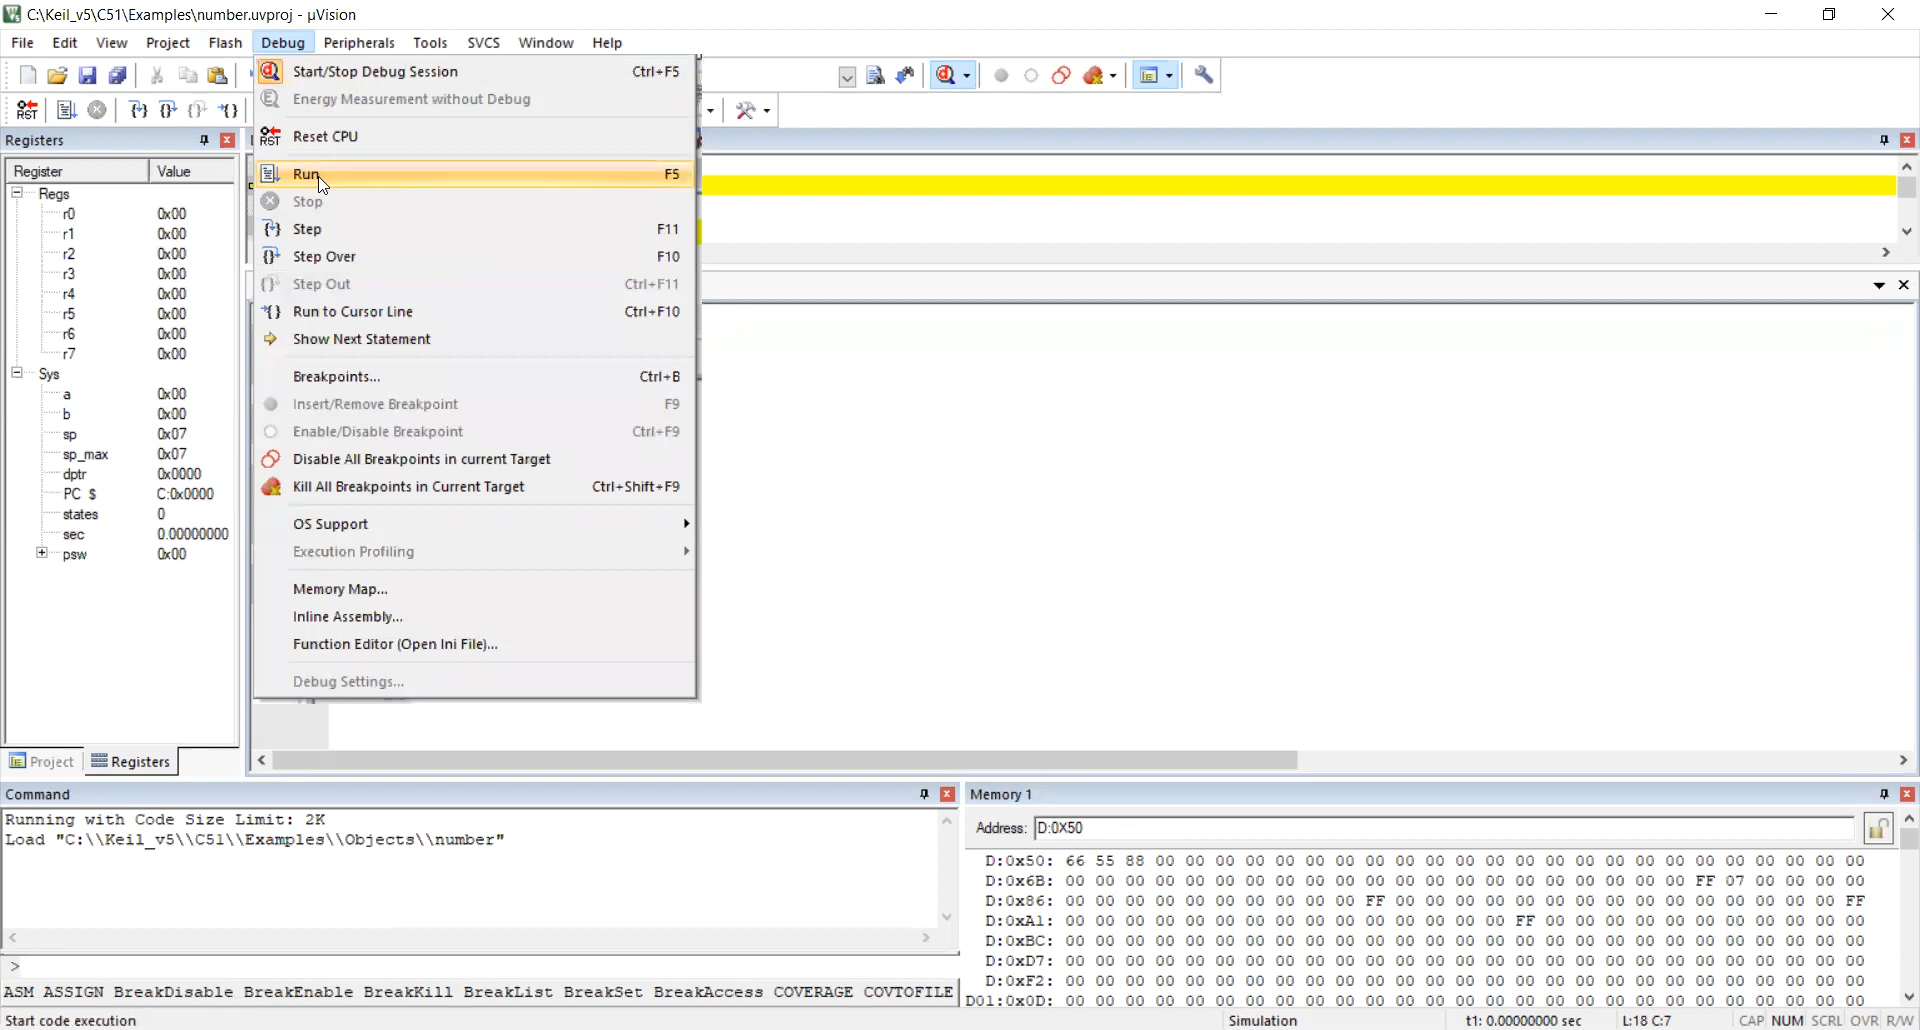 C:\Keil_v5\C51\Examples\number.uvproj - µVision
File Edit View Project Flash Debug Peripherals Tools SVCS Window Help
Start/Stop Debug Session Ctrl+F5
Energy Measurement without Debug
RST Reset CPU
Run F5
Stop
Step F11
Step Over F10
Step Out Ctrl+F11
Run to Cursor Line Ctrl+F10
Show Next Statement
Breakpoints... Ctrl+B
Insert/Remove Breakpoint F9
Enable/Disable Breakpoint Ctrl+F9
Disable All Breakpoints in current Target
Kill All Breakpoints in Current Target Ctrl+Shift+F9
OS Support
Execution Profiling
Memory Map...
Inline Assembly...
Function Editor (Open Ini File)...
Debug Settings...
RST
Registers
Register Value
Regs
r0 0x00
r1 0x00
r2 0x00
r3 0x00
r4 0x00
r5 0x00
r6 0x00
r7 0x00
Sys
a 0x00
b 0x00
sp 0x07
sp_max 0x07
dptr 0x0000
PC $ C:0x0000
states 0
sec 0.00000000
psw 0x00
Project Registers
Command
Running with Code Size Limit: 2K
Load "C:\\Keil_v5\\C51\\Examples\\Objects\\number"
>
ASM ASSIGN BreakDisable BreakEnable BreakKill BreakList BreakSet BreakAccess COVERAGE COVTOFILE
Memory 1
Address: D:0X50
D:0x50: 66 55 88 00 00 00 00 00 00 00 00 00 00 00 00 00 00 00 00 00 00 00 00 00 00 00 00
D:0x6B: 00 00 00 00 00 00 00 00 00 00 00 00 00 00 00 00 00 00 00 00 00 FF 07 00 00 00 00
D:0x86: 00 00 00 00 00 00 00 00 00 00 FF 00 00 00 00 00 00 00 00 00 00 00 00 00 00 00 FF
D:0xA1: 00 00 00 00 00 00 00 00 00 00 00 00 00 00 00 FF 00 00 00 00 00 00 00 00 00 00 00
D:0xBC: 00 00 00 00 00 00 00 00 00 00 00 00 00 00 00 00 00 00 00 00 00 00 00 00 00 00 00
D:0xD7: 00 00 00 00 00 00 00 00 00 00 00 00 00 00 00 00 00 00 00 00 00 00 00 00 00 00 00
D:0xF2: 00 00 00 00 00 00 00 00 00 00 00 00 00 00 00 00 00 00 00 00 00 00 00 00 00 00 00
D01:0x0D: 00 00 00 00 00 00 00 00 00 00 00 00 00 00 00 00 00 00 00 00 00 00 00 00 00 00 00
Start code execution Simulation t1: 0.00000000 sec L:18 C:7 CAP NUM SCRL OVR R/W